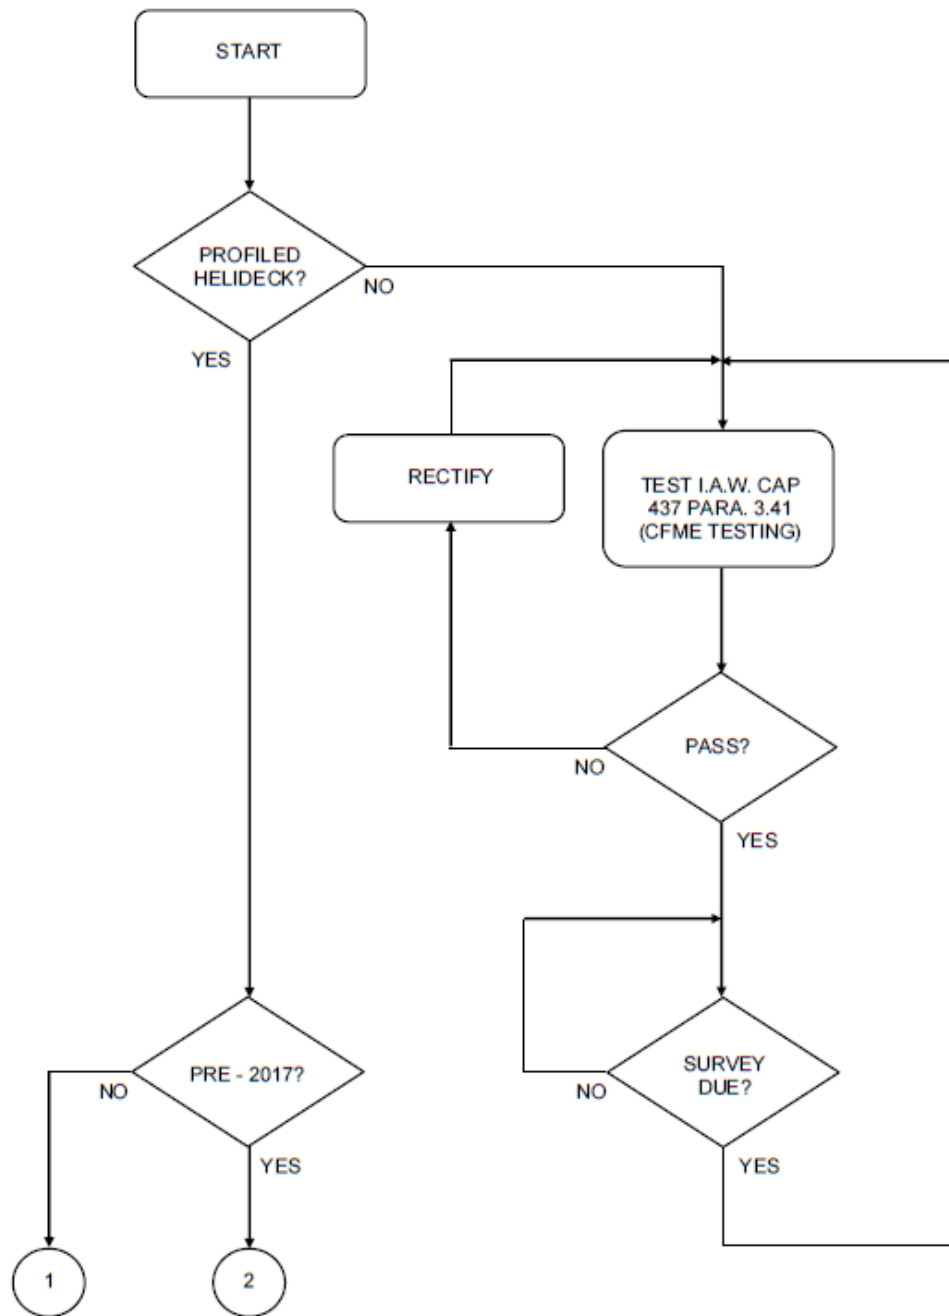 START
PROFILED
HELIDECK?
NO
YES
RECTIFY
TEST I.A.W. CAP
437 PARA. 3.41
(CFME TESTING)
PASS?
NO
YES
PRE - 2017?
NO
YES
SURVEY
DUE?
NO
YES
1
2